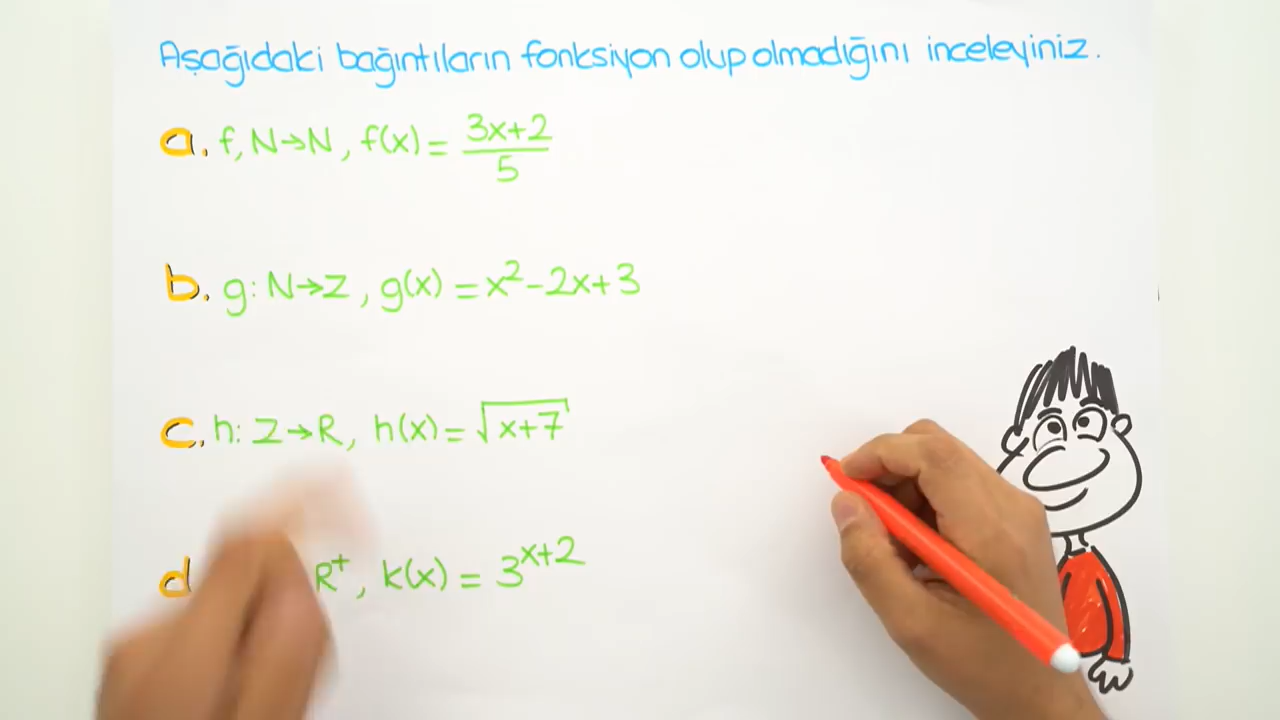 Aşağıdaki bağıntıların fonksiyon olup olmadığını inceleyiniz.
a. f, N→N, f(x) = (3x+2)/5
b. g: N→Z, g(x) = x²-2x+3
c. h: Z→R, h(x) = √(x+7)
d R⁺, k(x) = 3^(x+2)